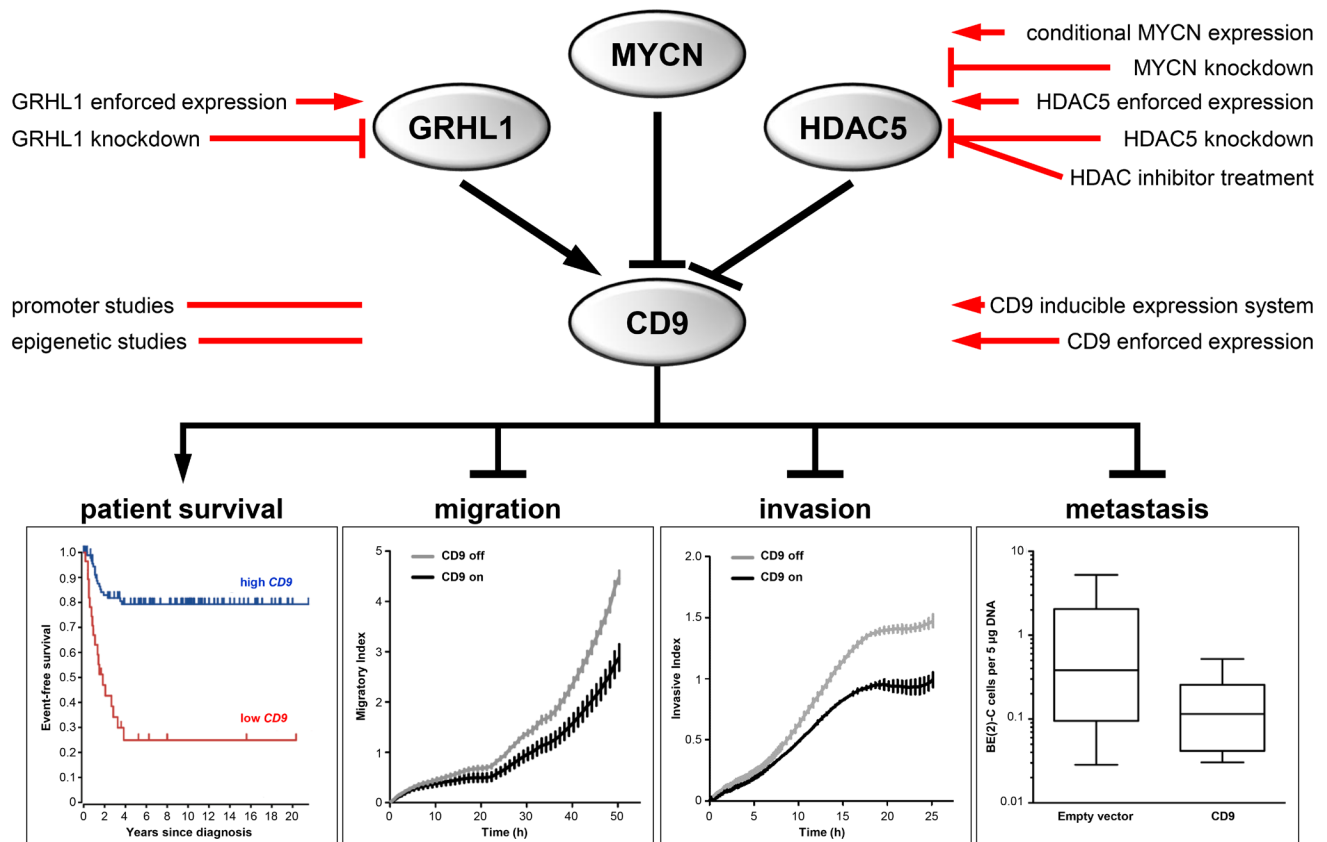 MYCN
conditional MYCN expression
MYCN knockdown
GRHL1 enforced expression
GRHL1 knockdown
GRHL1
HDAC5
HDAC5 enforced expression
HDAC5 knockdown
HDAC inhibitor treatment
promoter studies
epigenetic studies
CD9
CD9 inducible expression system
CD9 enforced expression
patient survival
migration
invasion
metastasis
Event-free survival
1.0
0.9
0.8
0.7
0.6
0.5
0.4
0.3
0.2
0.1
0
high CD9
low CD9
0 2 4 6 8 10 12 14 16 18 20
Years since diagnosis
Migratory Index
5
4
3
2
1
0
CD9 off
CD9 on
0 10 20 30 40 50
Time (h)
Invasive Index
2.0
1.5
1
0.5
0
CD9 off
CD9 on
0 5 10 15 20 25
Time (h)
BE(2)-C cells per 5 µg DNA
10
1
0.1
0.01
Empty vector
CD9